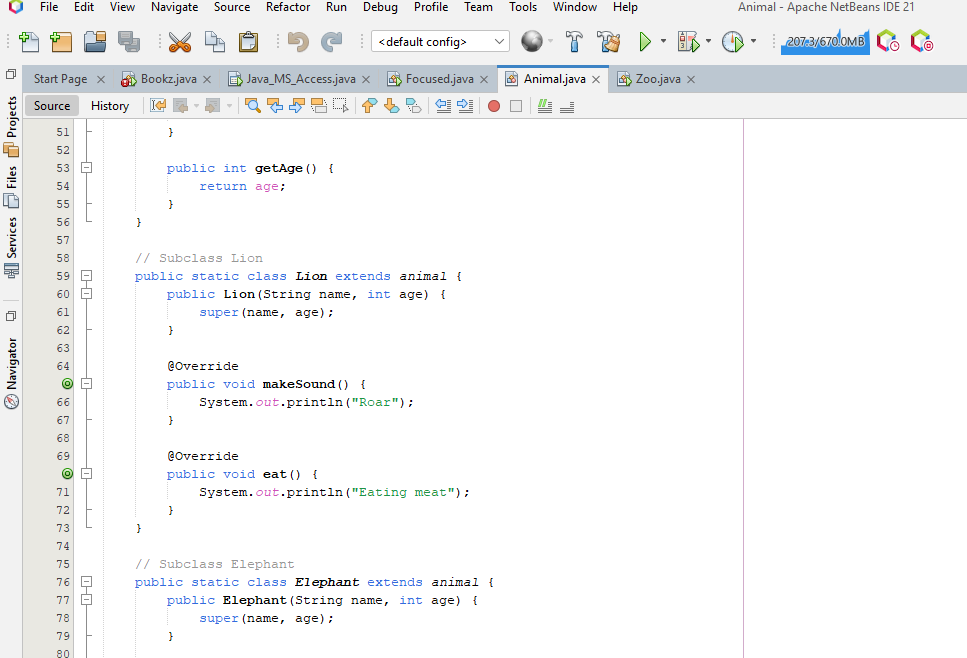 File Edit View Navigate Source Refactor Run Debug Profile Team Tools Window Help Animal - Apache NetBeans IDE 21
<default config> 207.3/670.0MB
Start Page Bookz.java Java_MS_Access.java Focused.java Animal.java Zoo.java
Source History
Projects
Files
Services
Navigator
51 }
52
53 public int getAge() {
54 return age;
55 }
56 }
57
58 // Subclass Lion
59 public static class Lion extends animal {
60 public Lion(String name, int age) {
61 super(name, age);
62 }
63
64 @Override
public void makeSound() {
66 System.out.println("Roar");
67 }
68
69 @Override
public void eat() {
71 System.out.println("Eating meat");
72 }
73 }
74
75 // Subclass Elephant
76 public static class Elephant extends animal {
77 public Elephant(String name, int age) {
78 super(name, age);
79 }
80